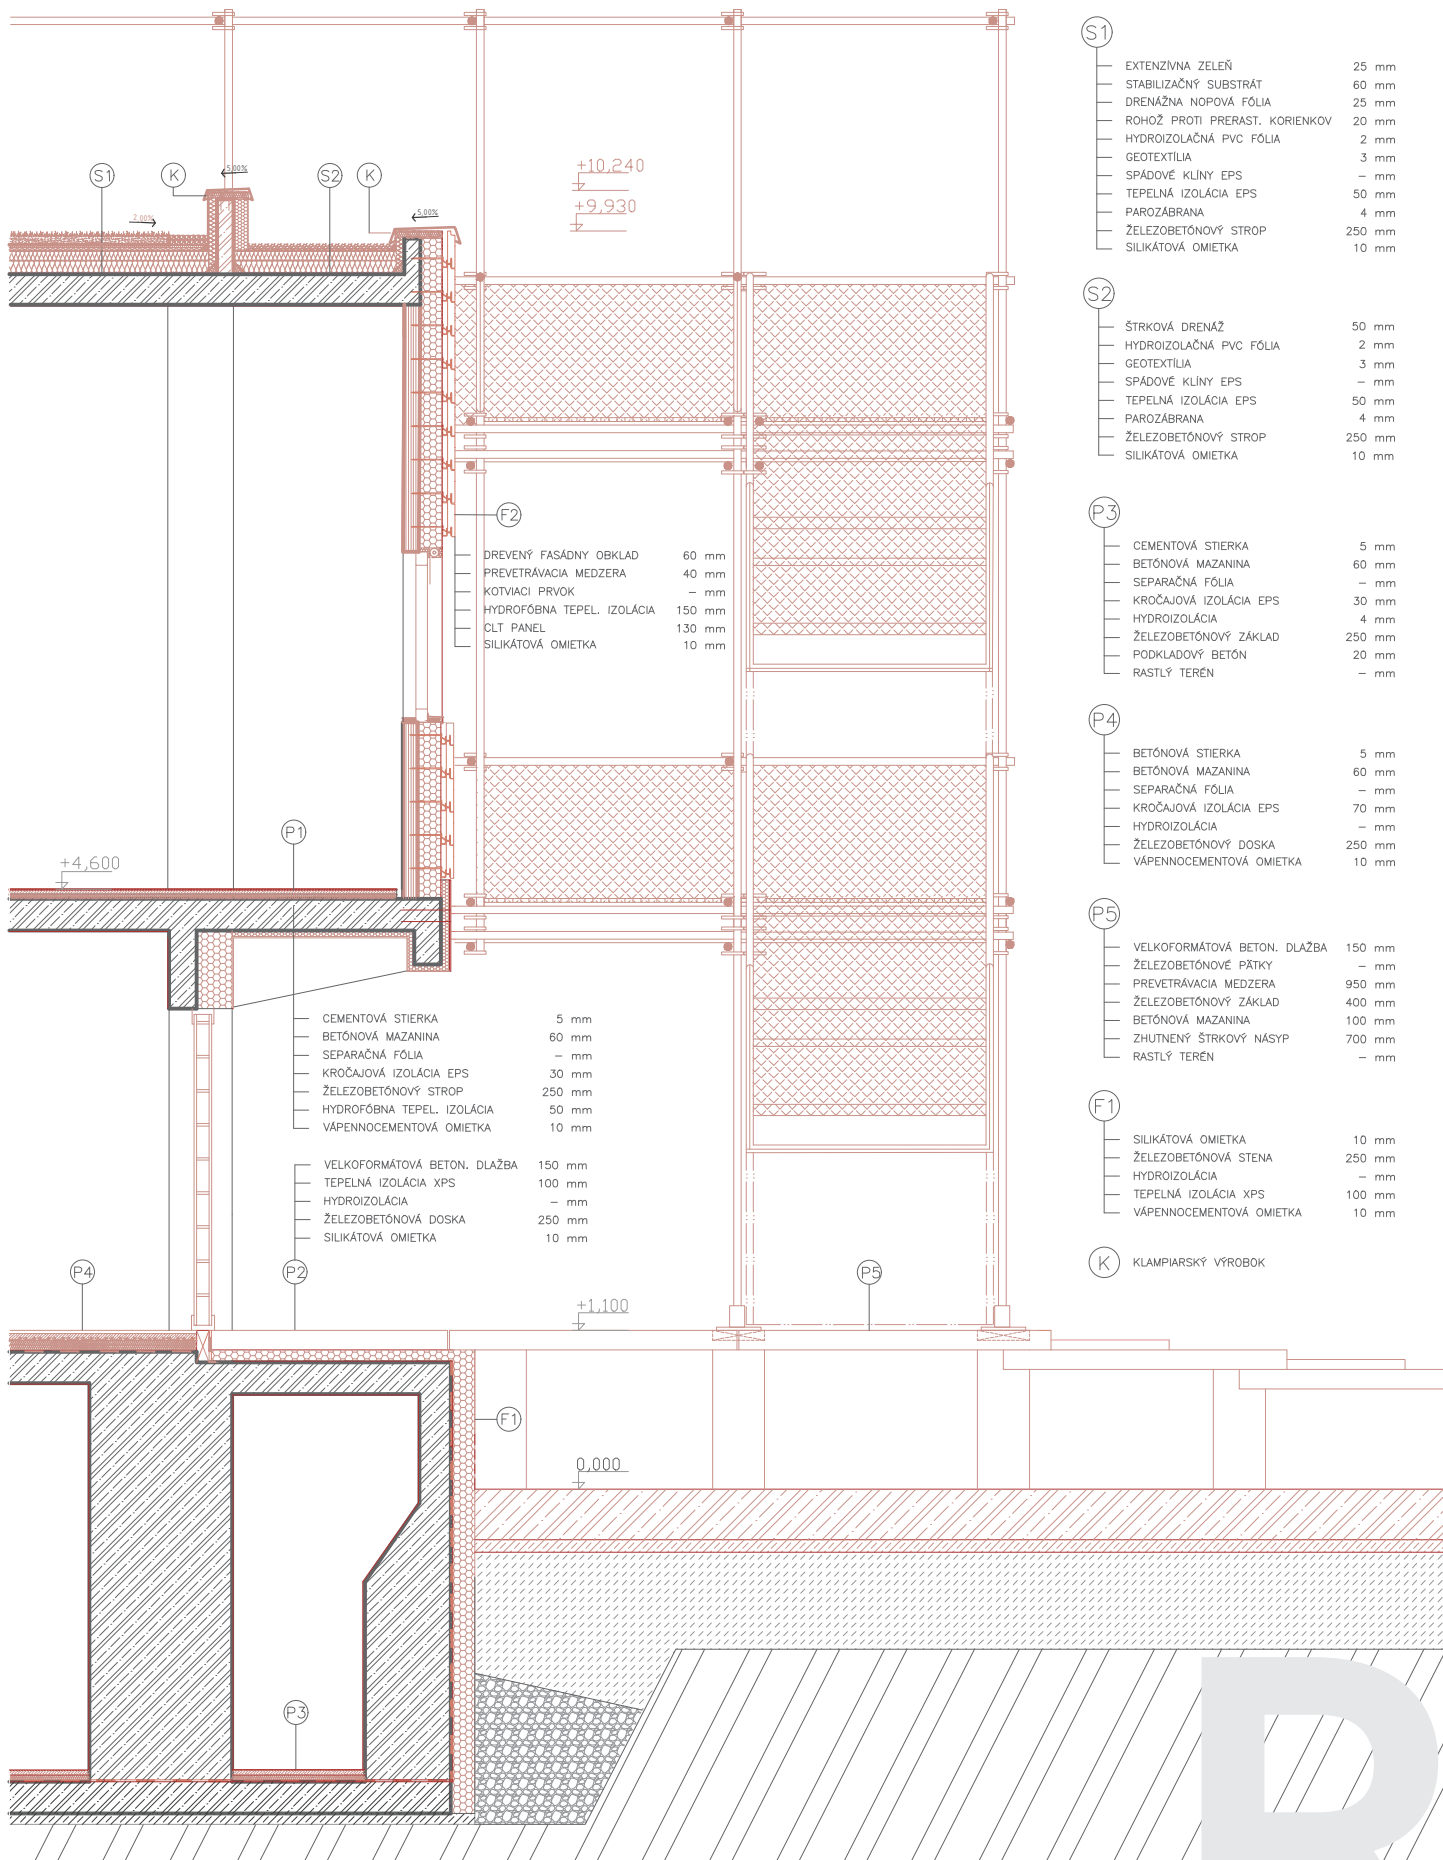 S1
EXTENZÍVNA ZELEŇ 25 mm
STABILIZAČNÝ SUBSTRÁT 60 mm
DRENÁŽNA NOPOVÁ FÓLIA 25 mm
ROHOŽ PROTI PRERAST. KORIENKOV 20 mm
HYDROIZOLAČNÁ PVC FÓLIA 2 mm
GEOTEXTÍLIA 3 mm
SPÁDOVÉ KLÍNY EPS – mm
TEPELNÁ IZOLÁCIA EPS 50 mm
PAROZÁBRANA 4 mm
ŽELEZOBETÓNOVÝ STROP 250 mm
SILIKÁTOVÁ OMIETKA 10 mm
S2
ŠTRKOVÁ DRENÁŽ 50 mm
HYDROIZOLAČNÁ PVC FÓLIA 2 mm
GEOTEXTÍLIA 3 mm
SPÁDOVÉ KLÍNY EPS – mm
TEPELNÁ IZOLÁCIA EPS 50 mm
PAROZÁBRANA 4 mm
ŽELEZOBETÓNOVÝ STROP 250 mm
SILIKÁTOVÁ OMIETKA 10 mm
P3
CEMENTOVÁ STIERKA 5 mm
BETÓNOVÁ MAZANINA 60 mm
SEPARAČNÁ FÓLIA – mm
KROČAJOVÁ IZOLÁCIA EPS 30 mm
HYDROIZOLÁCIA 4 mm
ŽELEZOBETÓNOVÝ ZÁKLAD 250 mm
PODKLADOVÝ BETÓN 20 mm
RASTLÝ TERÉN – mm
P4
BETÓNOVÁ STIERKA 5 mm
BETÓNOVÁ MAZANINA 60 mm
SEPARAČNÁ FÓLIA – mm
KROČAJOVÁ IZOLÁCIA EPS 70 mm
HYDROIZOLÁCIA – mm
ŽELEZOBETÓNOVÝ DOSKA 250 mm
VÁPENNOCEMENTOVÁ OMIETKA 10 mm
P5
VELKOFORMÁTOVÁ BETON. DLAŽBA 150 mm
ŽELEZOBETÓNOVÉ PÄTKY – mm
PREVETRÁVACIA MEDZERA 950 mm
ŽELEZOBETÓNOVÝ ZÁKLAD 400 mm
BETÓNOVÁ MAZANINA 100 mm
ZHUTNENÝ ŠTRKOVÝ NÁSYP 700 mm
RASTLÝ TERÉN – mm
F1
SILIKÁTOVÁ OMIETKA 10 mm
ŽELEZOBETÓNOVÁ STENA 250 mm
HYDROIZOLÁCIA – mm
TEPELNÁ IZOLÁCIA XPS 100 mm
VÁPENNOCEMENTOVÁ OMIETKA 10 mm
K KLAMPIARSKÝ VÝROBOK
S1
K
5,00%
S2
K
2,00%
5,00%
+10,240
+9,930
F2
DREVENÝ FASÁDNY OBKLAD 60 mm
PREVETRÁVACIA MEDZERA 40 mm
KOTVIACI PRVOK – mm
HYDROFÓBNA TEPEL. IZOLÁCIA 150 mm
CLT PANEL 130 mm
SILIKÁTOVÁ OMIETKA 10 mm
P1
+4,600
CEMENTOVÁ STIERKA 5 mm
BETÓNOVÁ MAZANINA 60 mm
SEPARAČNÁ FÓLIA – mm
KROČAJOVÁ IZOLÁCIA EPS 30 mm
ŽELEZOBETÓNOVÝ STROP 250 mm
HYDROFÓBNA TEPEL. IZOLÁCIA 50 mm
VÁPENNOCEMENTOVÁ OMIETKA 10 mm
VELKOFORMÁTOVÁ BETON. DLAŽBA 150 mm
TEPELNÁ IZOLÁCIA XPS 100 mm
HYDROIZOLÁCIA – mm
ŽELEZOBETÓNOVÁ DOSKA 250 mm
SILIKÁTOVÁ OMIETKA 10 mm
P4
P2
P5
+1,100
F1
0,000
P3
R